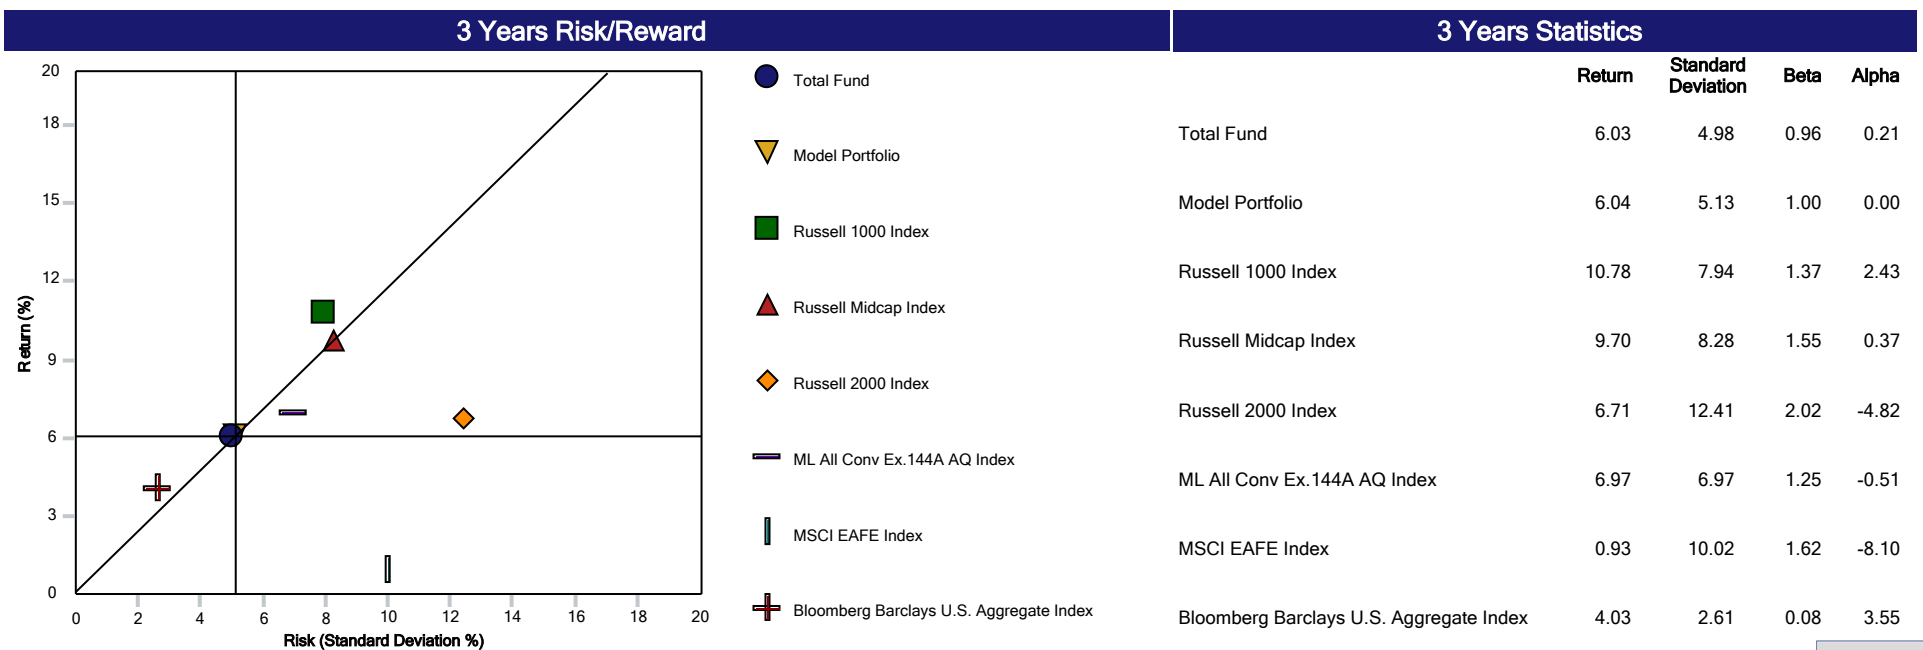 3 Years Risk/Reward
3 Years Statistics
20
18
15
12
9
6
3
0
Return (%)
0 2 4 6 8 10 12 14 16 18 20
Risk (Standard Deviation %)
Total Fund
Model Portfolio
Russell 1000 Index
Russell Midcap Index
Russell 2000 Index
ML All Conv Ex.144A AQ Index
MSCI EAFE Index
Bloomberg Barclays U.S. Aggregate Index
Return Standard Deviation Beta Alpha
Total Fund 6.03 4.98 0.96 0.21
Model Portfolio 6.04 5.13 1.00 0.00
Russell 1000 Index 10.78 7.94 1.37 2.43
Russell Midcap Index 9.70 8.28 1.55 0.37
Russell 2000 Index 6.71 12.41 2.02 -4.82
ML All Conv Ex.144A AQ Index 6.97 6.97 1.25 -0.51
MSCI EAFE Index 0.93 10.02 1.62 -8.10
Bloomberg Barclays U.S. Aggregate Index 4.03 2.61 0.08 3.55